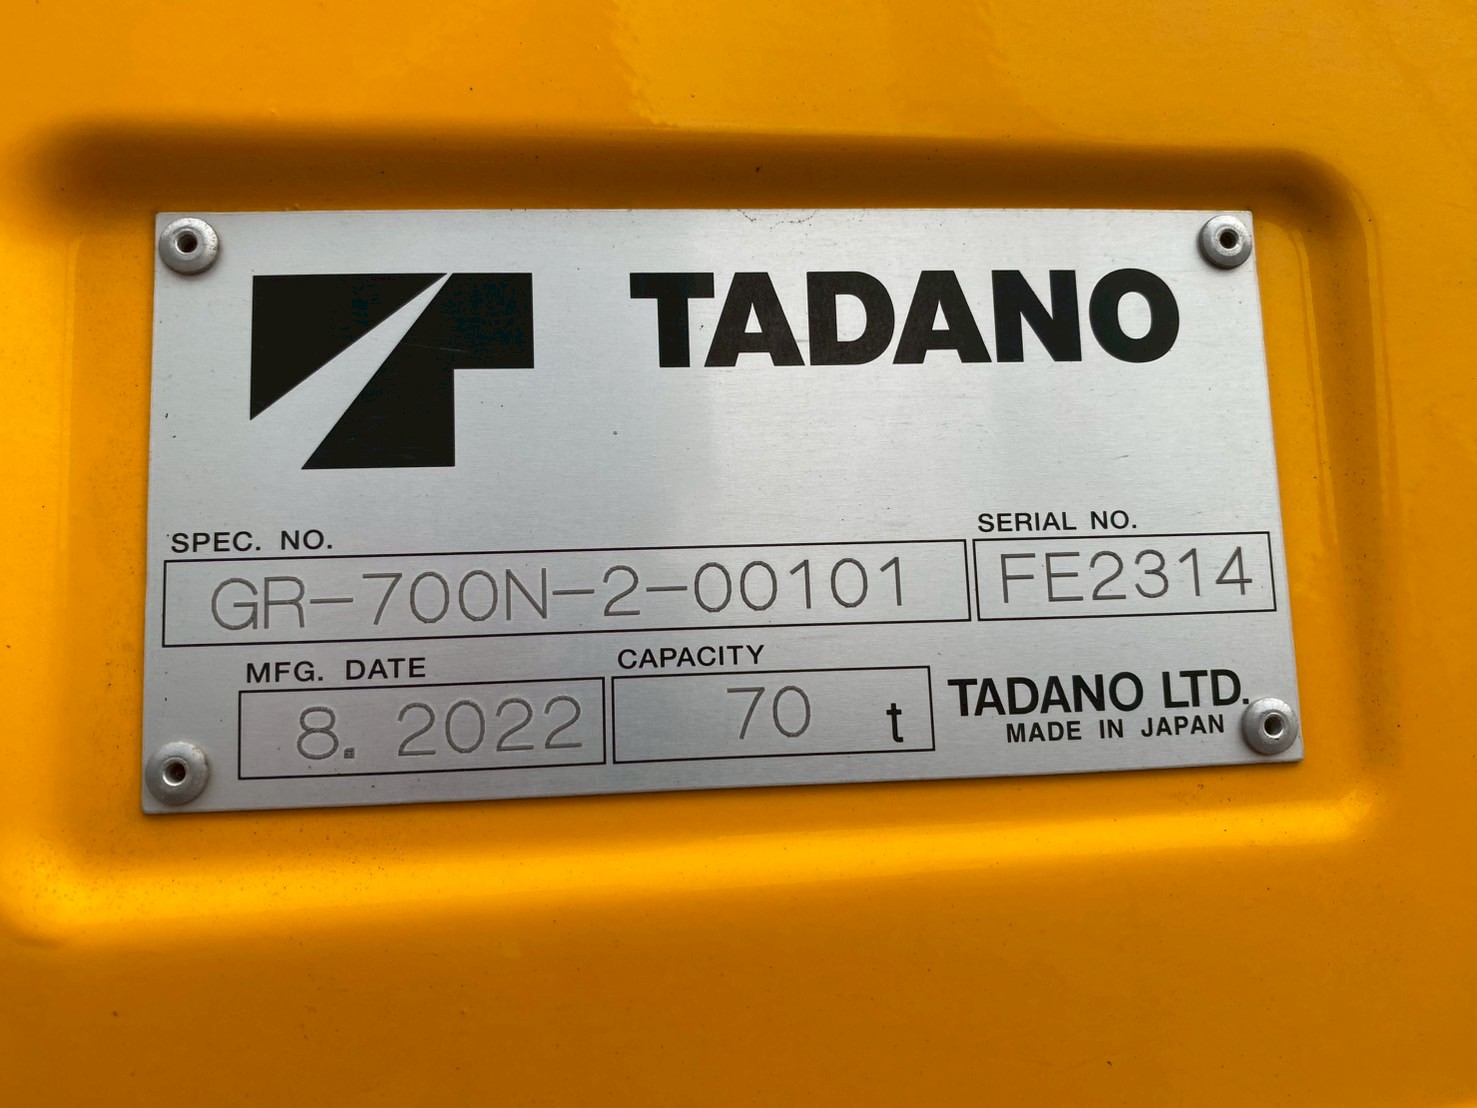 TADANO
SPEC. NO.
GR-700N-2-00101
SERIAL NO.
FE2314
MFG. DATE
8. 2022
CAPACITY
70 t
TADANO LTD.
MADE IN JAPAN